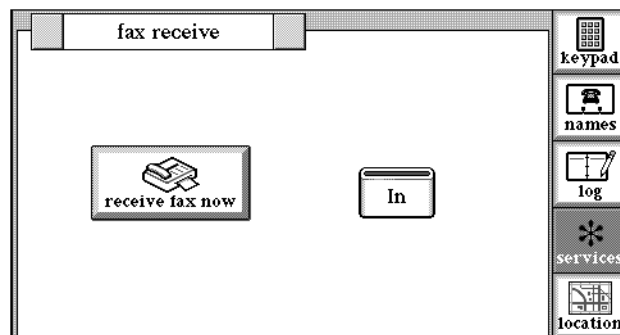 fax receive
keypad
names
receive fax now
In
log
services
location